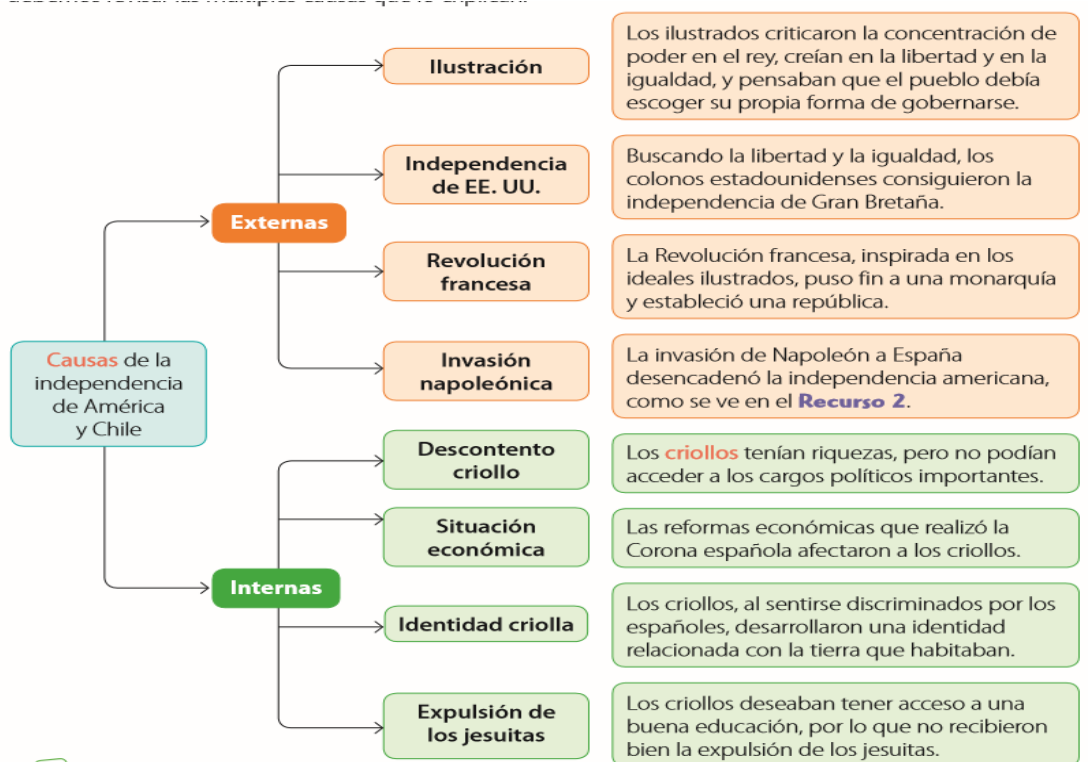 Ilustración
Los ilustrados criticaron la concentración de
poder en el rey, creían en la libertad y en la
igualdad, y pensaban que el pueblo debía
escoger su propia forma de gobernarse.
Independencia
de EE. UU.
Buscando la libertad y la igualdad, los
colonos estadounidenses consiguieron la
independencia de Gran Bretaña.
Externas
Revolución
francesa
La Revolución francesa, inspirada en los
ideales ilustrados, puso fin a una monarquía
y estableció una república.
Invasión
napoleónica
La invasión de Napoleón a España
desencadenó la independencia americana,
como se ve en el Recurso 2.
Causas de la
independencia
de América
y Chile
Descontento
criollo
Los criollos tenían riquezas, pero no podían
acceder a los cargos políticos importantes.
Situación
económica
Las reformas económicas que realizó la
Corona española afectaron a los criollos.
Internas
Identidad criolla
Los criollos, al sentirse discriminados por los
españoles, desarrollaron una identidad
relacionada con la tierra que habitaban.
Expulsión de
los jesuitas
Los criollos deseaban tener acceso a una
buena educación, por lo que no recibieron
bien la expulsión de los jesuitas.